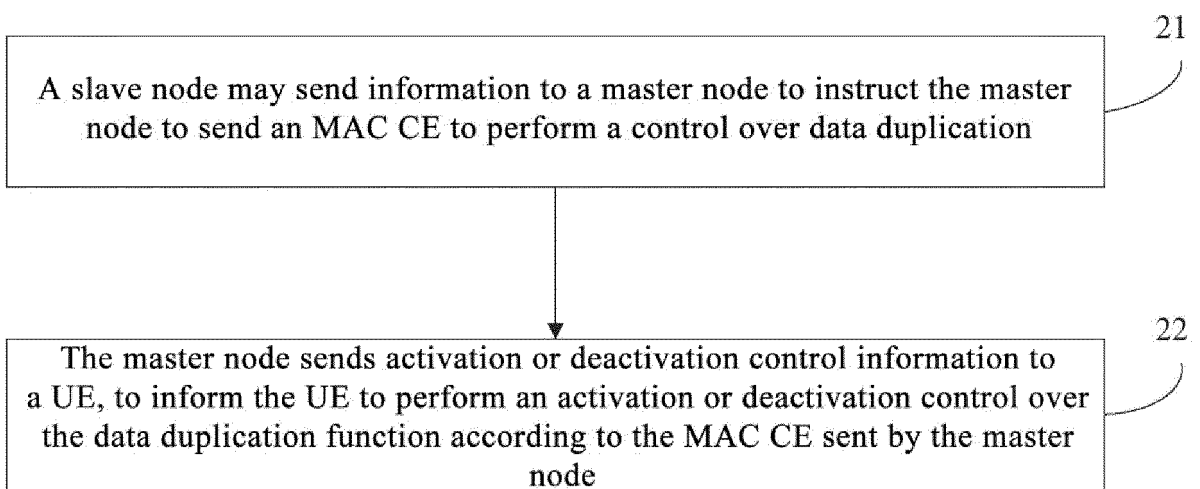 21
A slave node may send information to a master node to instruct the master
node to send an MAC CE to perform a control over data duplication
22
The master node sends activation or deactivation control information to
a UE, to inform the UE to perform an activation or deactivation control over
the data duplication function according to the MAC CE sent by the master
node